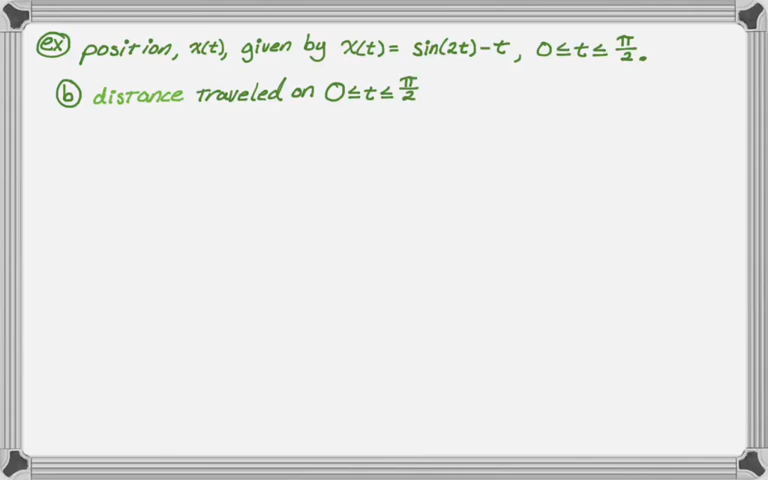 ex position, x(t), given by x(t) = sin(2t) - t, 0 ≤ t ≤ π/2.
b distance traveled on 0 ≤ t ≤ π/2